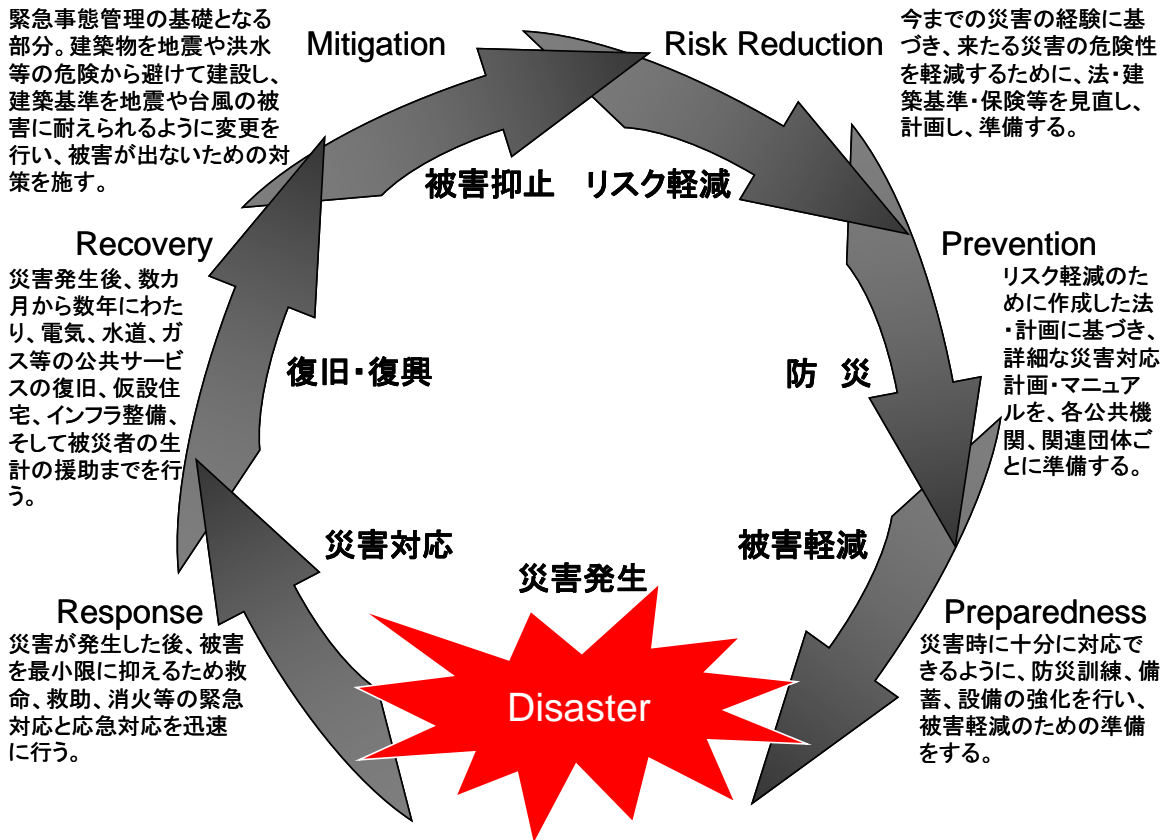 緊急事態管理の基礎となる
部分。建築物を地震や洪水
等の危険から避けて建設し、
建築基準を地震や台風の被
害に耐えられるように変更を
行い、被害が出ないための対
策を施す。
Mitigation
Risk Reduction
今までの災害の経験に基
づき、来たる災害の危険性
を軽減するために、法・建
築基準・保険等を見直し、
計画し、準備する。
被害抑止 リスク軽減
Recovery
災害発生後、数カ
月から数年にわた
り、電気、水道、ガ
ス等の公共サービ
スの復旧、仮設住
宅、インフラ整備、
そして被災者の生
計の援助までを行
う。
復旧・復興
防 災
Prevention
リスク軽減のた
めに作成した法
・計画に基づき、
詳細な災害対応
計画・マニュア
ルを、各公共機
関、関連団体ご
とに準備する。
災害対応
災害発生
被害軽減
Response
災害が発生した後、被害
を最小限に抑えるため救
命、救助、消火等の緊急
対応と応急対応を迅速
に行う。
Disaster
Preparedness
災害時に十分に対応で
きるように、防災訓練、備
蓄、設備の強化を行い、
被害軽減のための準備
をする。